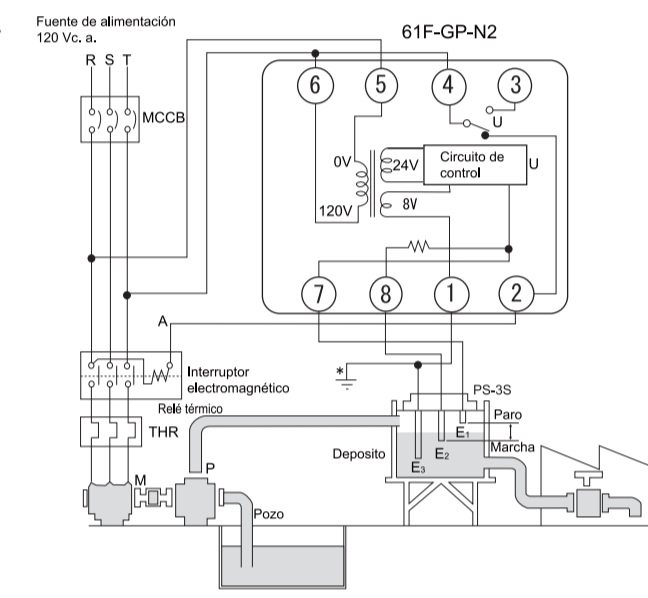 Fuente de alimentación
120 Vc. a.
R S T
MCCB
61F-GP-N2
6
5
4
3
U
0V
24V
Circuito de
control
U
120V
8V
7
8
1
2
A
*
Interruptor
electromagnético
Relé térmico
THR
M
P
Pozo
PS-3S
Paro
Marcha
Deposito
E1
E2
E3